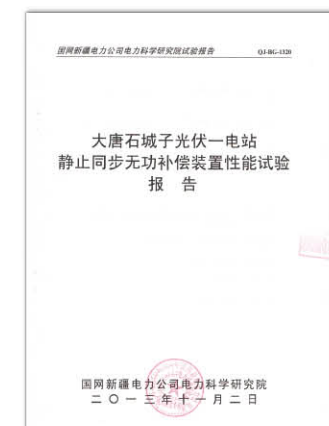 国网新疆电力公司电力科学研究院试验报告 QJ-BG-1320
大唐石城子光伏一电站
静止同步无功补偿装置性能试验
报 告
国网新疆电力公司电力科学研究院
二〇一三年十一月二日